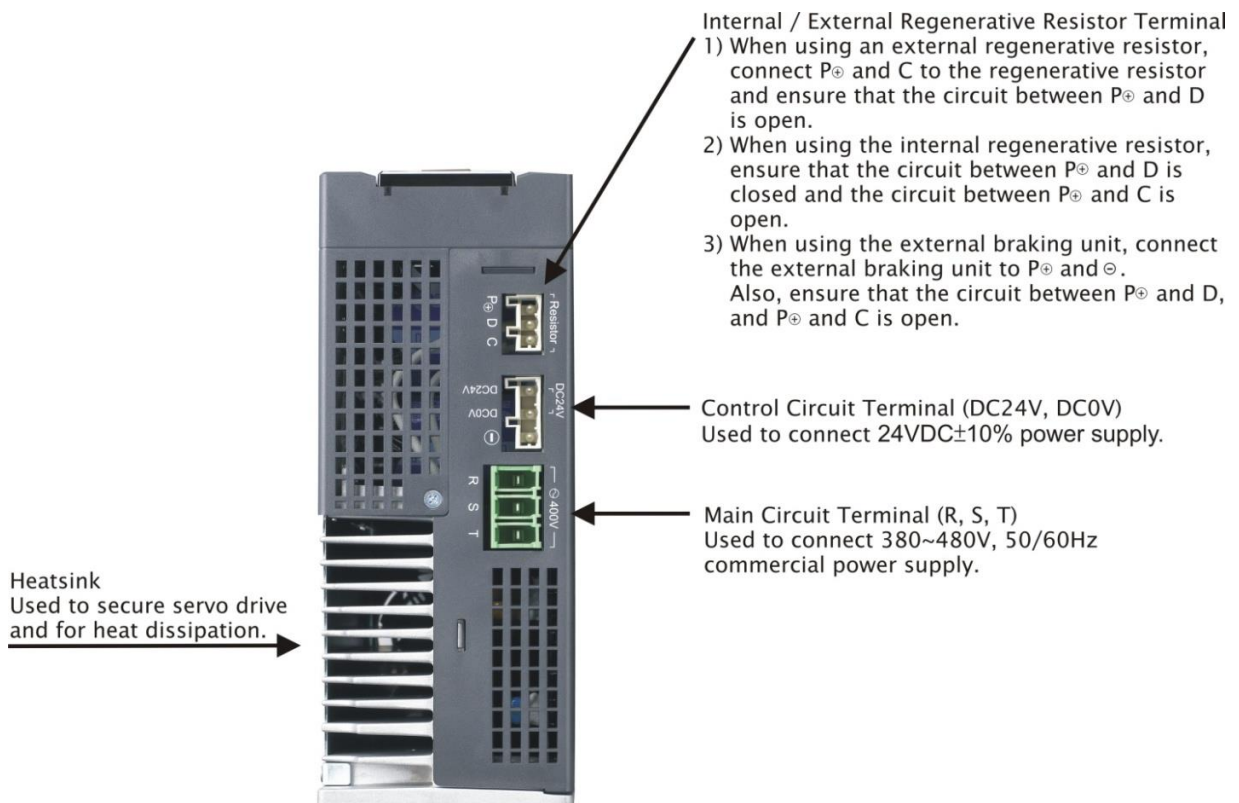 Internal / External Regenerative Resistor Terminal
1) When using an external regenerative resistor,
connect P⊕ and C to the regenerative resistor
and ensure that the circuit between P⊕ and D
is open.
2) When using the internal regenerative resistor,
ensure that the circuit between P⊕ and D is
closed and the circuit between P⊕ and C is
open.
3) When using the external braking unit, connect
the external braking unit to P⊕ and ⊖.
Also, ensure that the circuit between P⊕ and D,
and P⊕ and C is open.
P⊕ D C
Resistor
DC24V
DC0V
⊖
DC24V
Control Circuit Terminal (DC24V, DC0V)
Used to connect 24VDC±10% power supply.
R S T
400V
Main Circuit Terminal (R, S, T)
Used to connect 380~480V, 50/60Hz
commercial power supply.
Heatsink
Used to secure servo drive
and for heat dissipation.